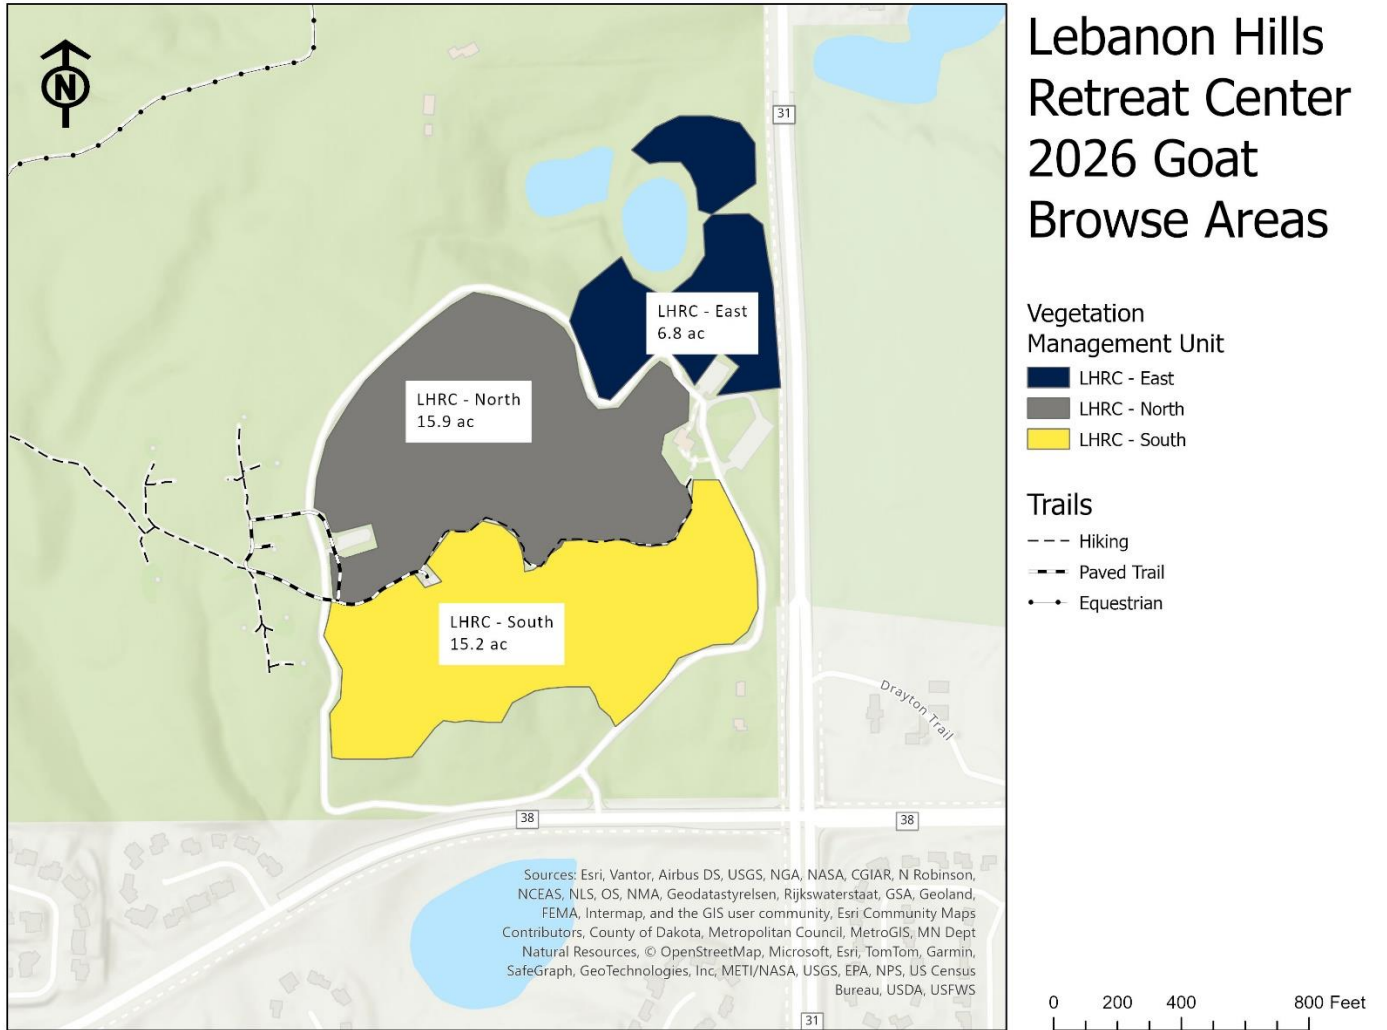 Lebanon Hills
Retreat Center
2026 Goat
Browse Areas
N
31
LHRC - East
6.8 ac
LHRC - North
15.9 ac
LHRC - South
15.2 ac
Drayton Trail
38
38
31
Sources: Esri, Vantor, Airbus DS, USGS, NGA, NASA, CGIAR, N Robinson,
NCEAS, NLS, OS, NMA, Geodatastyrelsen, Rijkswaterstaat, GSA, Geoland,
FEMA, Intermap, and the GIS user community, Esri Community Maps
Contributors, County of Dakota, Metropolitan Council, MetroGIS, MN Dept
Natural Resources, © OpenStreetMap, Microsoft, Esri, TomTom, Garmin,
SafeGraph, GeoTechnologies, Inc, METI/NASA, USGS, EPA, NPS, US Census
Bureau, USDA, USFWS
Vegetation
Management Unit
LHRC - East
LHRC - North
LHRC - South
Trails
Hiking
Paved Trail
Equestrian
0 200 400 800 Feet